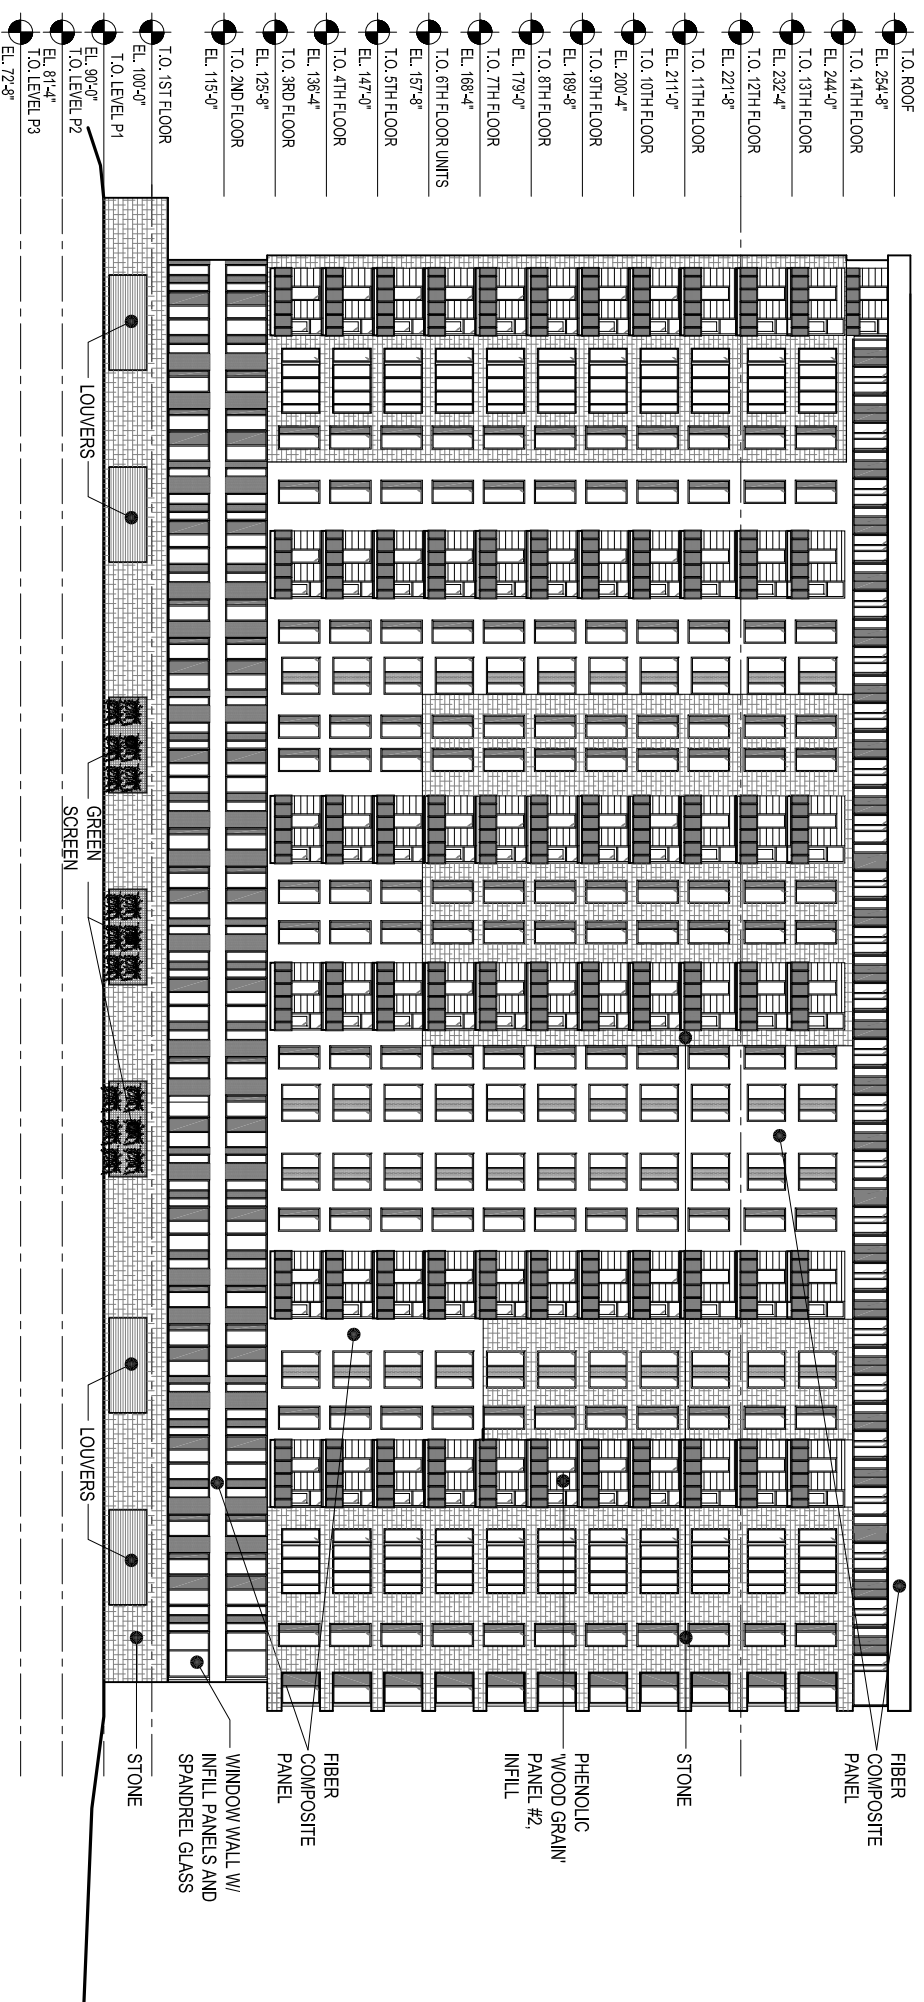 T.O. ROOF
EL. 254'-8"
T.O. 14TH FLOOR
EL. 244'-0"
T.O. 13TH FLOOR
EL. 232'-4"
T.O. 12TH FLOOR
EL. 221'-8"
T.O. 11TH FLOOR
EL. 211'-0"
T.O. 10TH FLOOR
EL. 200'-4"
T.O. 9TH FLOOR
EL. 189'-8"
T.O. 8TH FLOOR
EL. 179'-0"
T.O. 7TH FLOOR
EL. 168'-4"
T.O. 6TH FLOOR UNITS
EL. 157'-8"
T.O. 5TH FLOOR
EL. 147'-0"
T.O. 4TH FLOOR
EL. 136'-4"
T.O. 3RD FLOOR
EL. 125'-8"
T.O. 2ND FLOOR
EL. 115'-0"
T.O. 1ST FLOOR
EL. 100'-0"
T.O. LEVEL P1
EL. 90'-0"
T.O. LEVEL P2
EL. 81'-4"
T.O. LEVEL P3
EL. 72'-8"
LOUVERS
GREEN
SCREEN
LOUVERS
FIBER
COMPOSITE
PANEL
STONE
PHENOLIC
WOOD GRAIN'
PANEL #2,
INFILL
FIBER
COMPOSITE
PANEL
WINDOW WALL W/
INFILL PANELS AND
SPANDREL GLASS
STONE